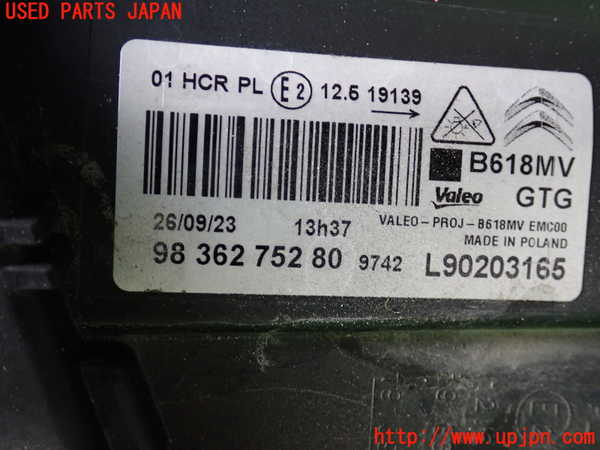 USED PARTS JAPAN
01 HCR PL E2 12.5 19139
B618MV
Valeo GTG
26/09/23 13h37 VALEO-PROJ-B618MV EMC00
MADE IN POLAND
98 362 752 80 9742 L90203165
http://www.upjpn.com/